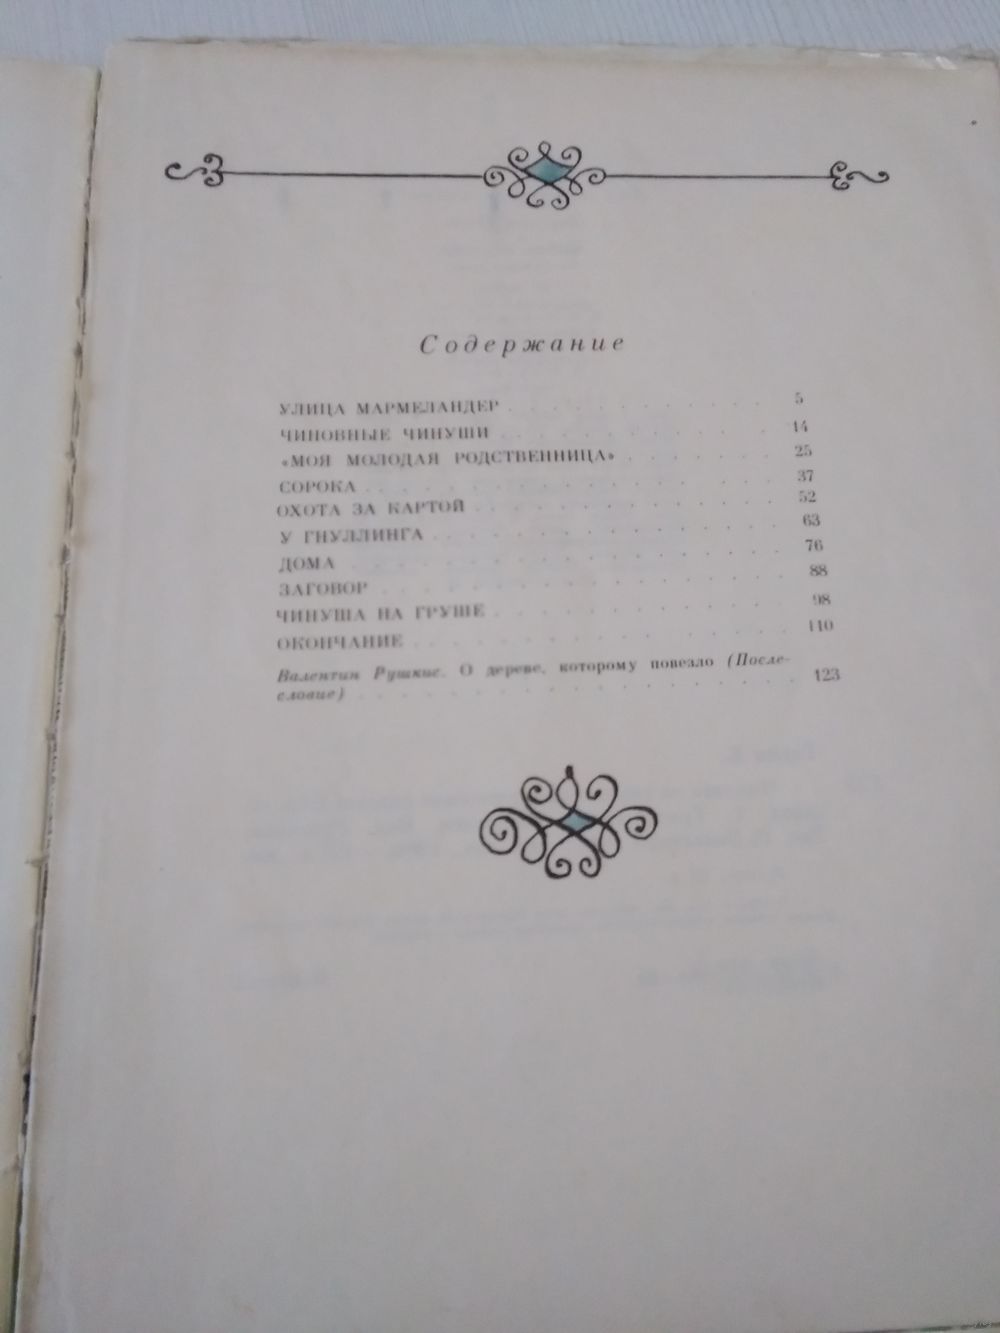 Содержание
УЛИЦА МАРМЕЛАНДЕР . . . . . . . . . . . . 5
ЧИНОВНЫЕ ЧИНУШИ . . . . . . . . . . . . 14
«МОЯ МОЛОДАЯ РОДСТВЕННИЦА» . . . . . . . 25
СОРОКА . . . . . . . . . . . . . . . . 37
ОХОТА ЗА КАРТОЙ . . . . . . . . . . . . 52
У ГНУЛЛИНГА . . . . . . . . . . . . . . 63
ДОМА . . . . . . . . . . . . . . . . . 76
ЗАГОВОР . . . . . . . . . . . . . . . . 88
ЧИНУША НА ГРУШЕ . . . . . . . . . . . . 98
ОКОНЧАНИЕ . . . . . . . . . . . . . . . 110
Валентин Рушкис. О дереве, которому повезло (После-
словие) . . . . . . . . . . . . . . . . 123